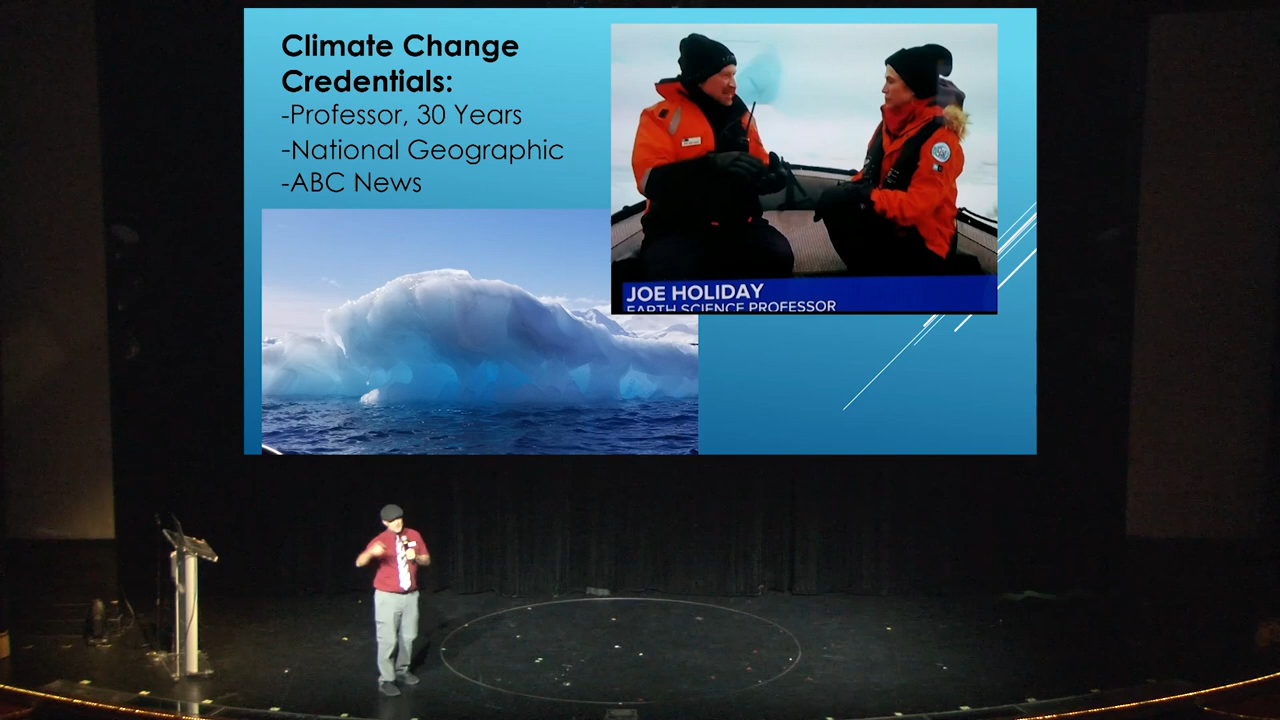 Climate Change
Credentials:
-Professor, 30 Years
-National Geographic
-ABC News
JOE HOLIDAY
EARTH SCIENCE PROFESSOR